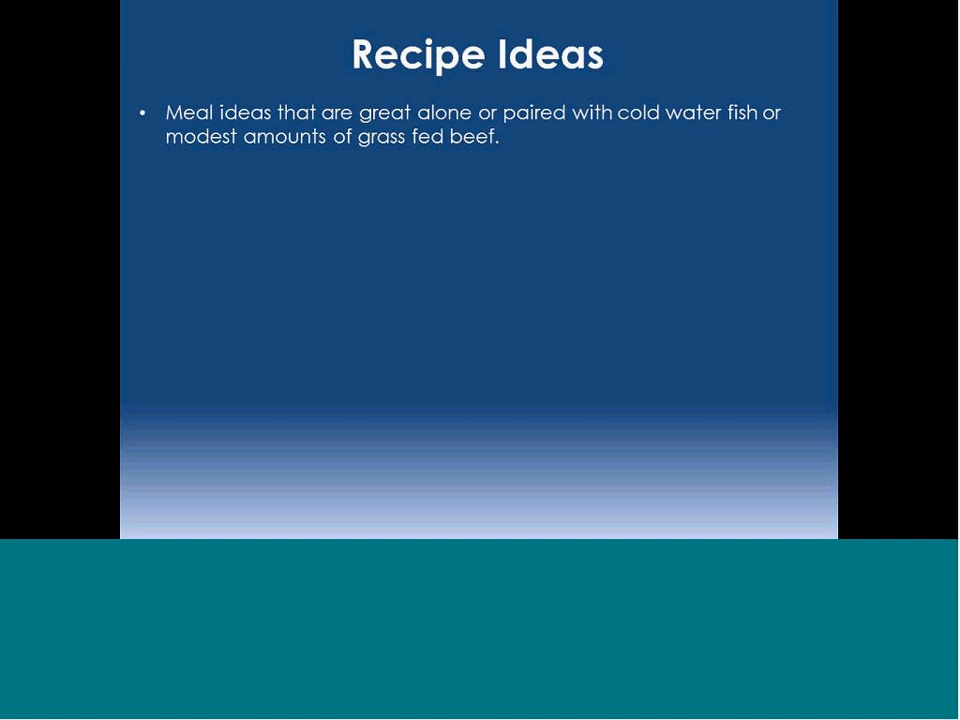 Recipe Ideas
• Meal ideas that are great alone or paired with cold water fish or
modest amounts of grass fed beef.